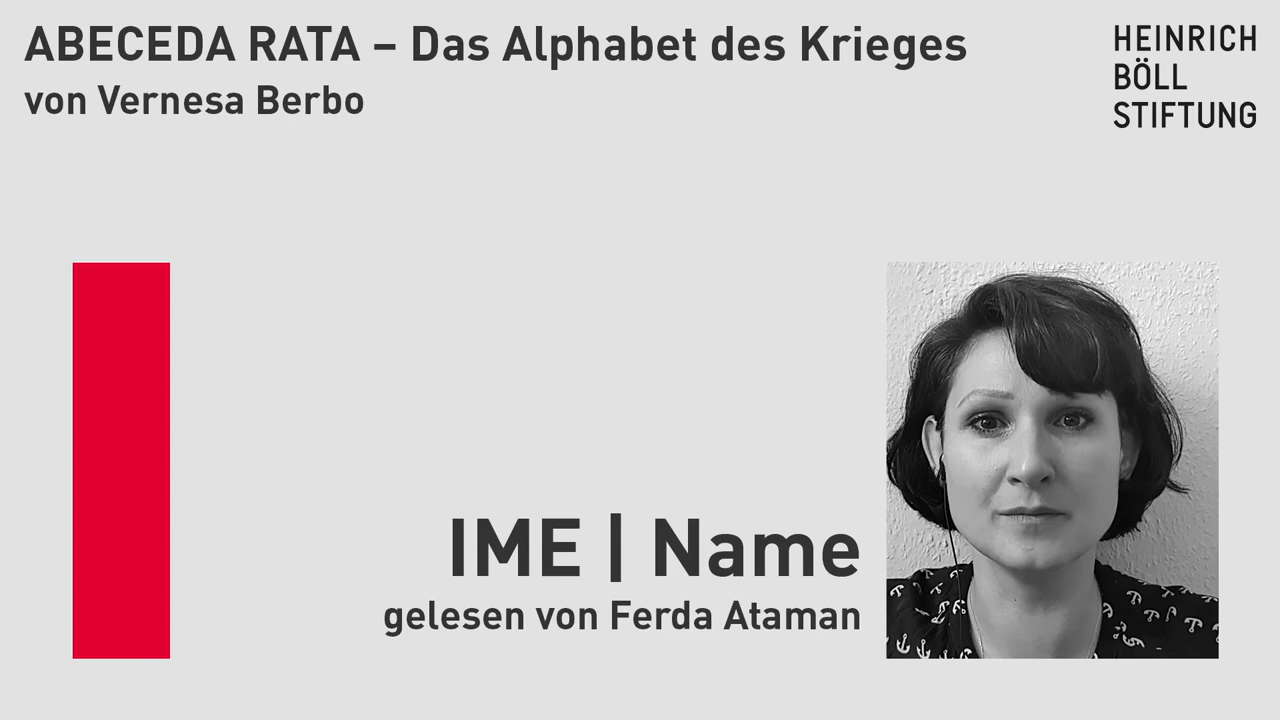 ABECEDA RATA – Das Alphabet des Krieges
von Vernesa Berbo
HEINRICH
BÖLL
STIFTUNG
IME | Name
gelesen von Ferda Ataman